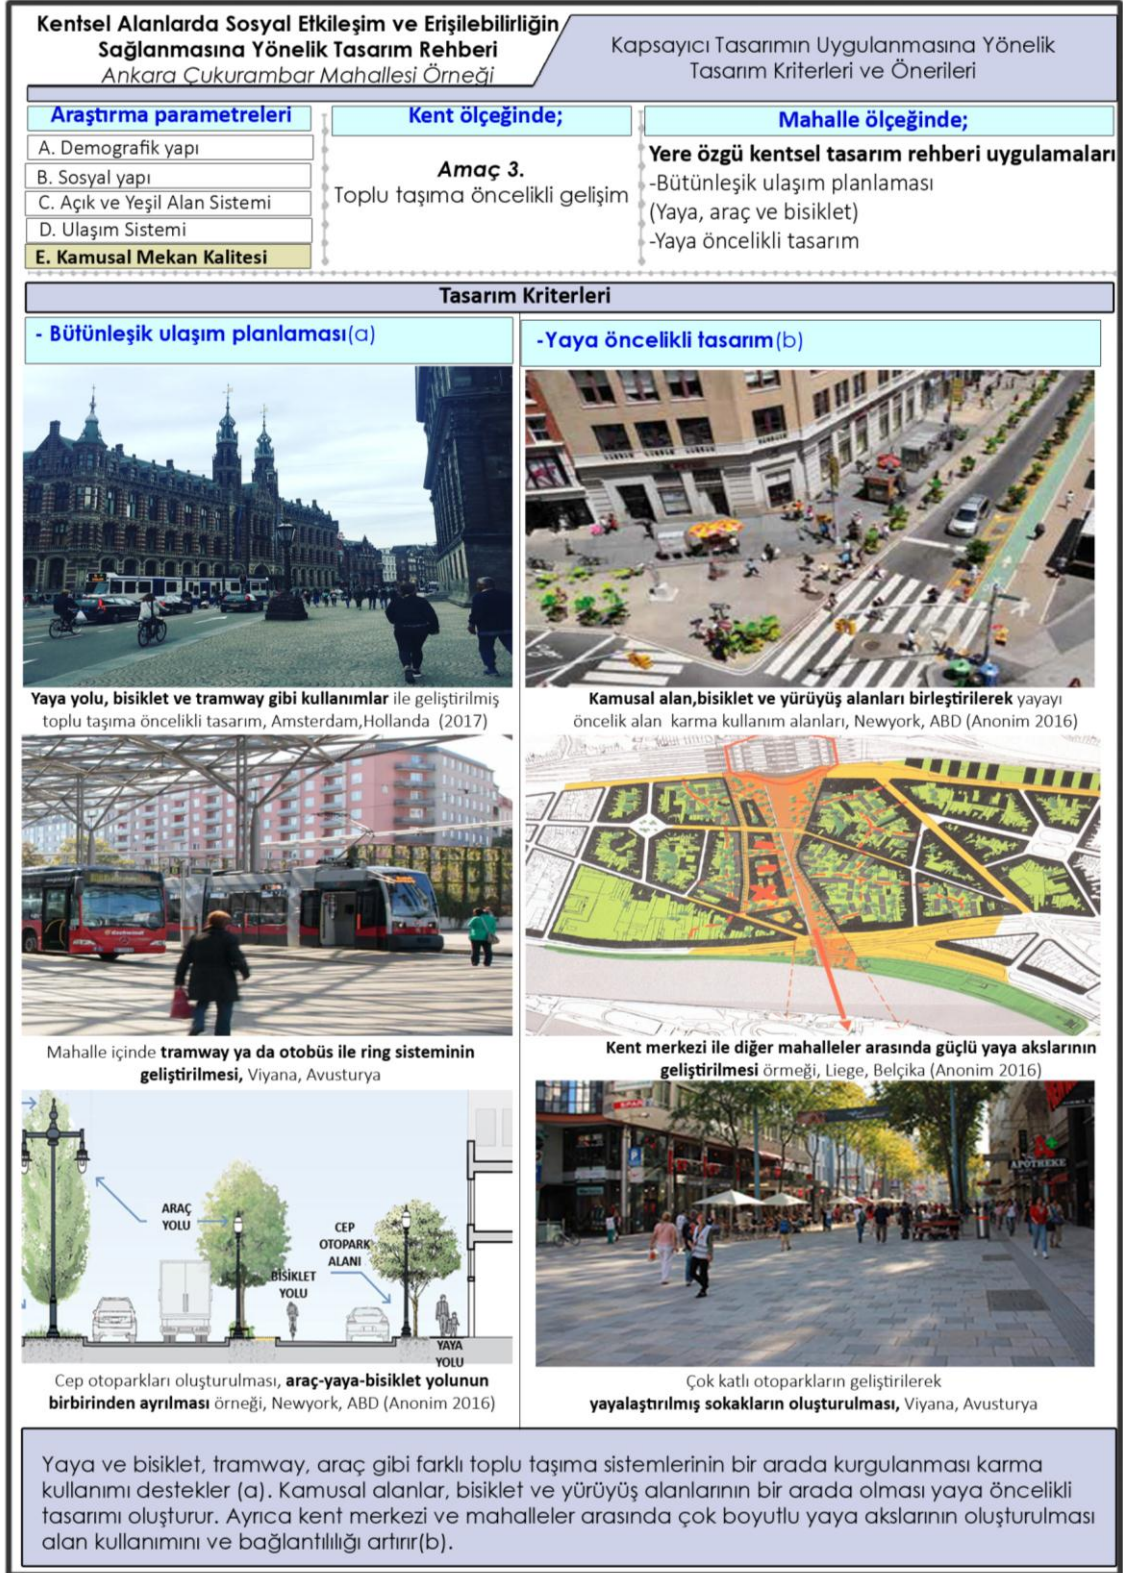 Kentsel Alanlarda Sosyal Etkileşim ve Erişilebilirliğin
Sağlanmasına Yönelik Tasarım Rehberi
Ankara Çukurambar Mahallesi Örneği
Kapsayıcı Tasarımın Uygulanmasına Yönelik
Tasarım Kriterleri ve Önerileri
Araştırma parametreleri
A. Demografik yapı
B. Sosyal yapı
C. Açık ve Yeşil Alan Sistemi
D. Ulaşım Sistemi
E. Kamusal Mekan Kalitesi
Kent ölçeğinde;
Amaç 3.
Toplu taşıma öncelikli gelişim
Mahalle ölçeğinde;
Yere özgü kentsel tasarım rehberi uygulamaları
-Bütünleşik ulaşım planlaması
(Yaya, araç ve bisiklet)
-Yaya öncelikli tasarım
Tasarım Kriterleri
- Bütünleşik ulaşım planlaması(a)
Yaya yolu, bisiklet ve tramway gibi kullanımlar ile geliştirilmiş
toplu taşıma öncelikli tasarım, Amsterdam,Hollanda (2017)
Mahalle içinde tramway ya da otobüs ile ring sisteminin
geliştirilmesi, Viyana, Avusturya
ARAÇ
YOLU
BİSİKLET
YOLU
CEP
OTOPARK
ALANI
YAYA
YOLU
Cep otoparkları oluşturulması, araç-yaya-bisiklet yolunun
birbirinden ayrılması örneği, Newyork, ABD (Anonim 2016)
-Yaya öncelikli tasarım(b)
Kamusal alan,bisiklet ve yürüyüş alanları birleştirilerek yayayı
öncelik alan karma kullanım alanları, Newyork, ABD (Anonim 2016)
Kent merkezi ile diğer mahalleler arasında güçlü yaya akslarının
geliştirilmesi örneği, Liege, Belçika (Anonim 2016)
APOTHEKE
Çok katlı otoparkların geliştirilerek
yayalaştırılmış sokakların oluşturulması, Viyana, Avusturya
Yaya ve bisiklet, tramway, araç gibi farklı toplu taşıma sistemlerinin bir arada kurgulanması karma
kullanımı destekler (a). Kamusal alanlar, bisiklet ve yürüyüş alanlarının bir arada olması yaya öncelikli
tasarımı oluşturur. Ayrıca kent merkezi ve mahalleler arasında çok boyutlu yaya akslarının oluşturulması
alan kullanımını ve bağlantılılığı artırır(b).